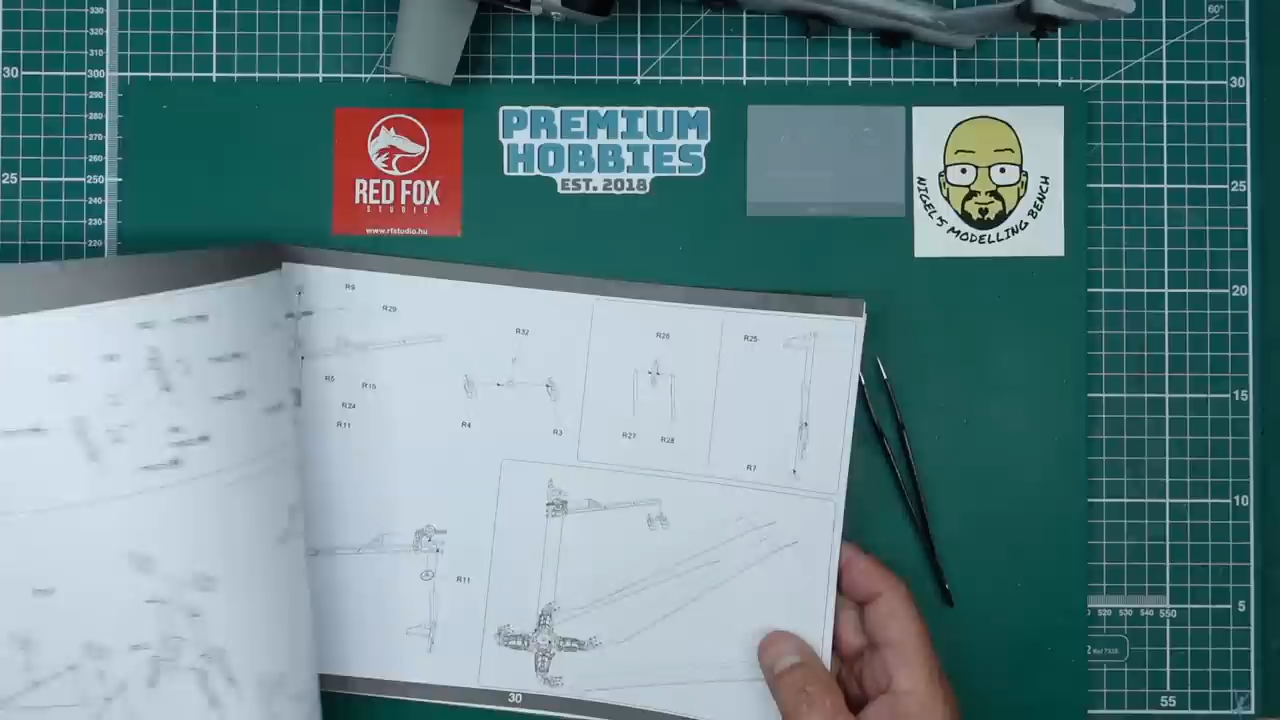 330
320
310
30
300
290
280
270
260
25
250
240
230
220
60°
30
25
20
15
10
5
520 530 540 550
55
RED FOX
STUDIO
www.rfstudio.hu
PREMIUM
HOBBIES
EST. 2018
NIGEL'S MODELLING BENCH
R9
R29
R32
R26
R25
R5
R15
R24
R11
R4
R3
R27
R28
R7
R11
30